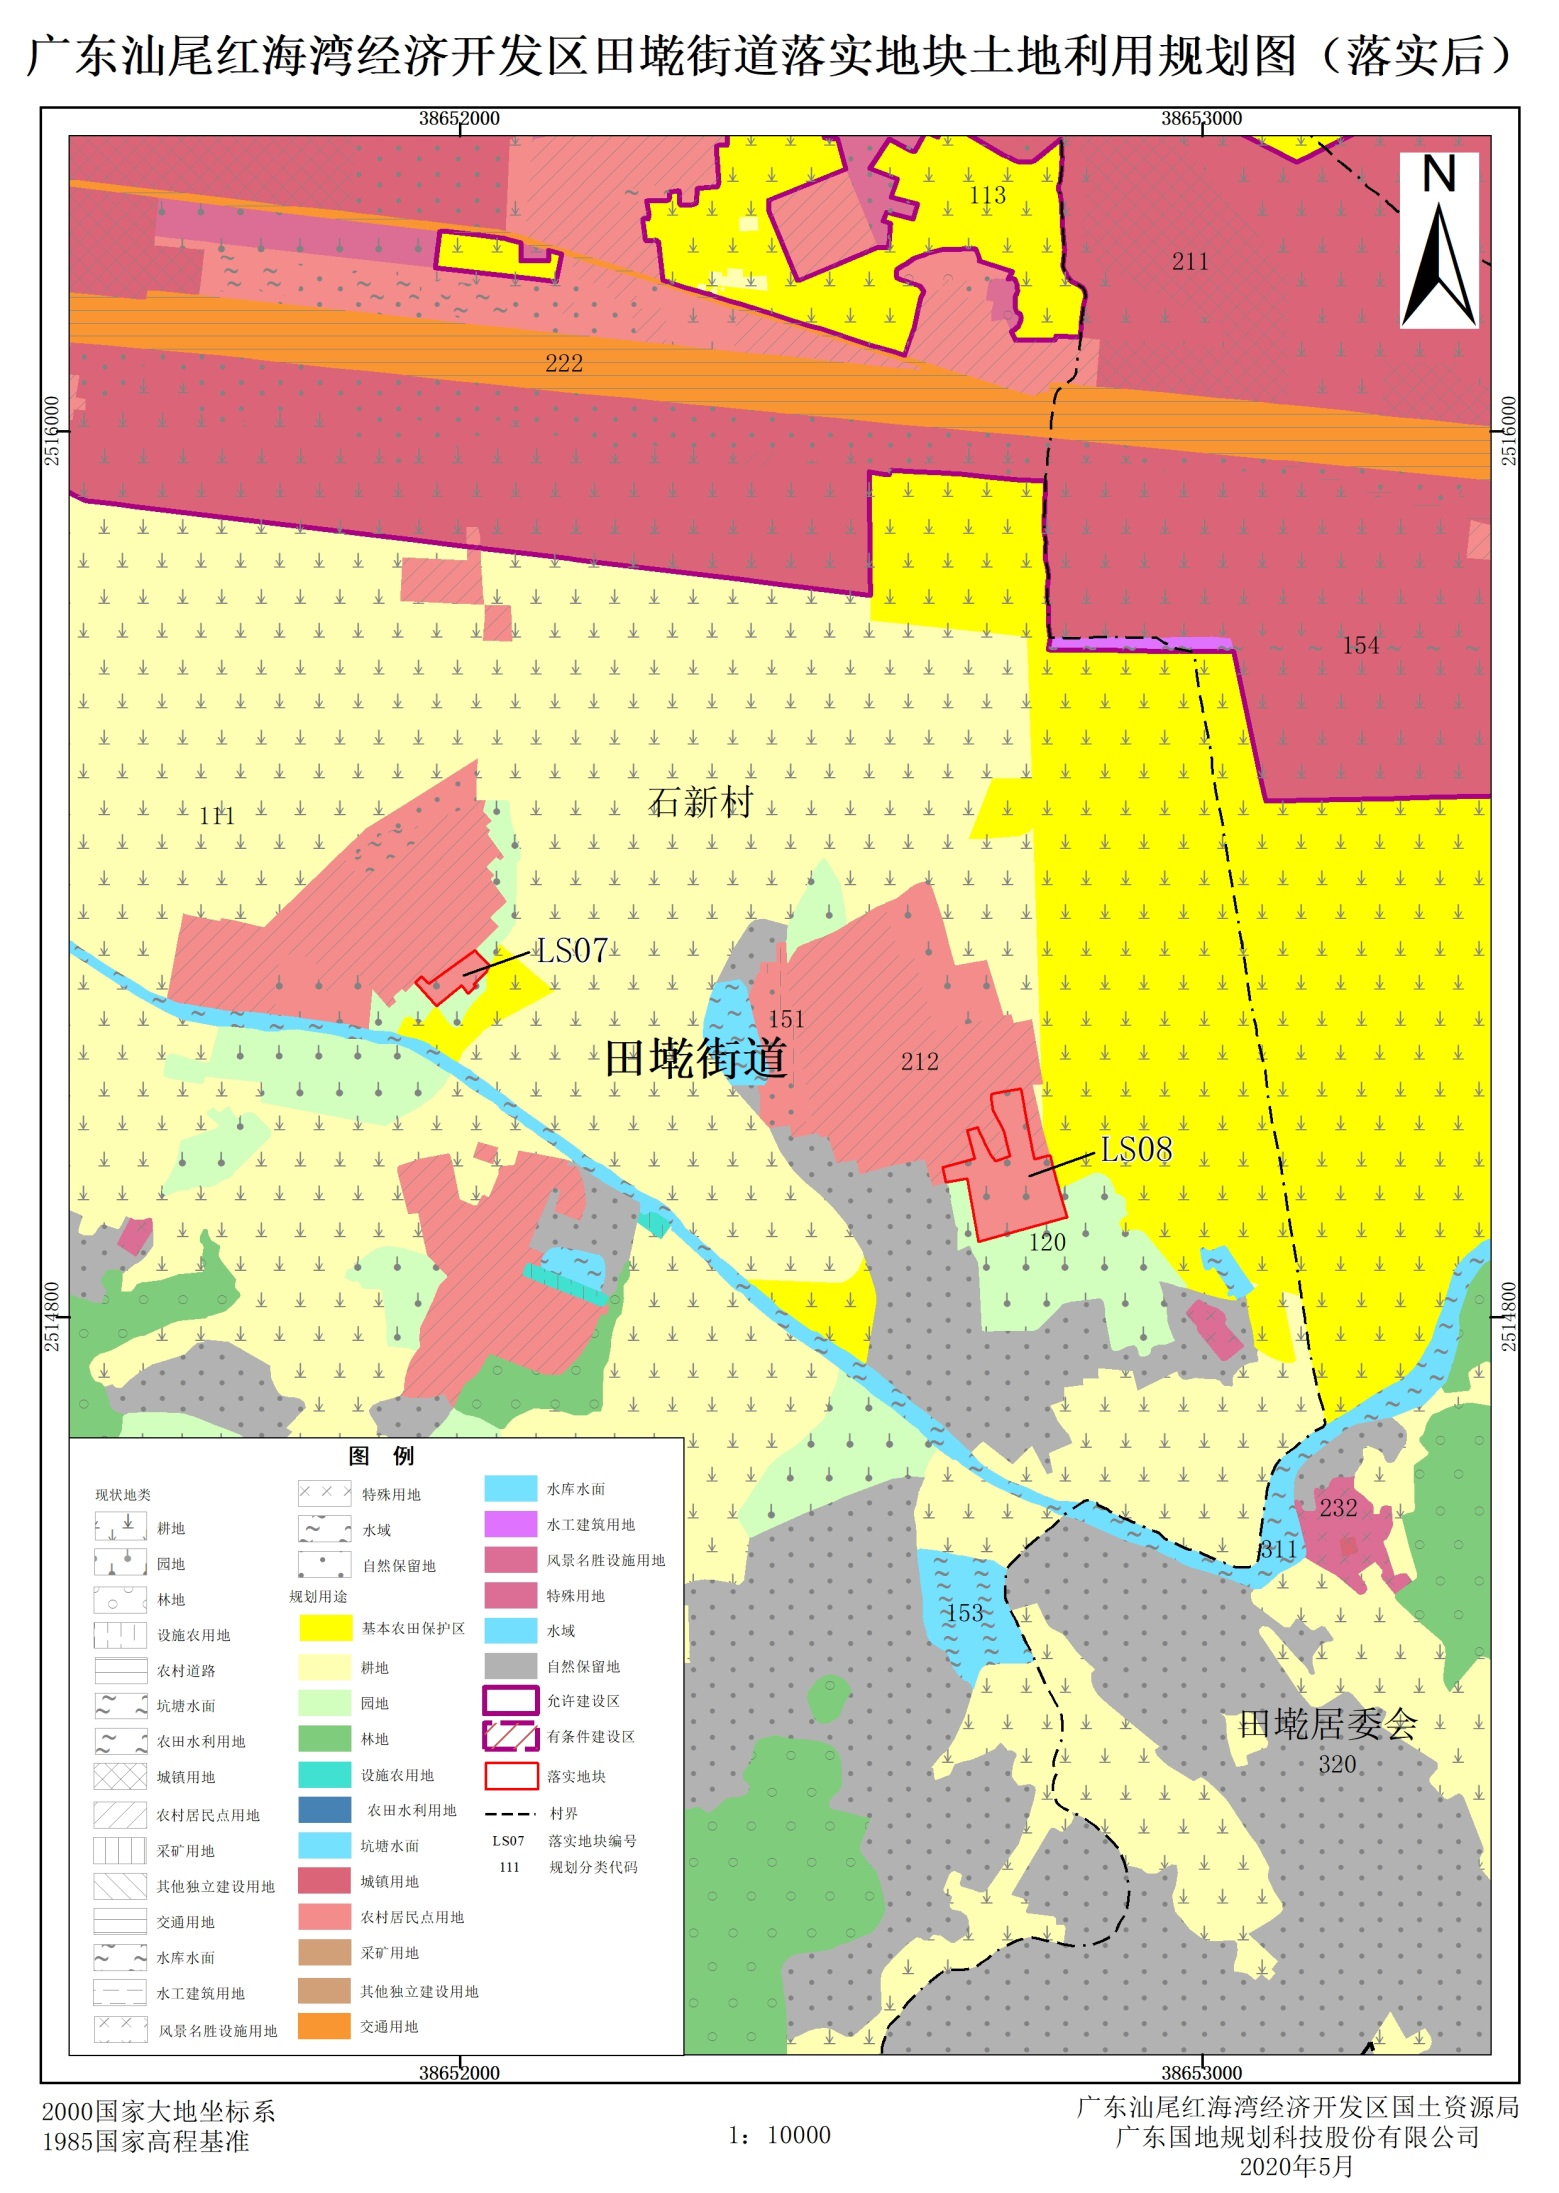 广东汕尾红海湾经济开发区田墘街道落实地块土地利用规划图（落实后）
38652000
38653000
N
113
211
222
2516000
2516000
154
111
石新村
LS07
151
田墘街道
212
LS08
120
2514800
2514800
232
311
153
田墘居委会
320
图 例
现状地类
耕地
园地
林地
设施农用地
农村道路
坑塘水面
农田水利用地
城镇用地
农村居民点用地
采矿用地
其他独立建设用地
交通用地
水库水面
水工建筑用地
风景名胜设施用地
特殊用地
水域
自然保留地
规划用途
基本农田保护区
耕地
园地
林地
设施农用地
农田水利用地
坑塘水面
城镇用地
农村居民点用地
采矿用地
其他独立建设用地
交通用地
水库水面
水工建筑用地
风景名胜设施用地
特殊用地
水域
自然保留地
允许建设区
有条件建设区
落实地块
村界
LS07 落实地块编号
111 规划分类代码
38652000
38653000
2000国家大地坐标系
1985国家高程基准
1：10000
广东汕尾红海湾经济开发区国土资源局
广东国地规划科技股份有限公司
2020年5月